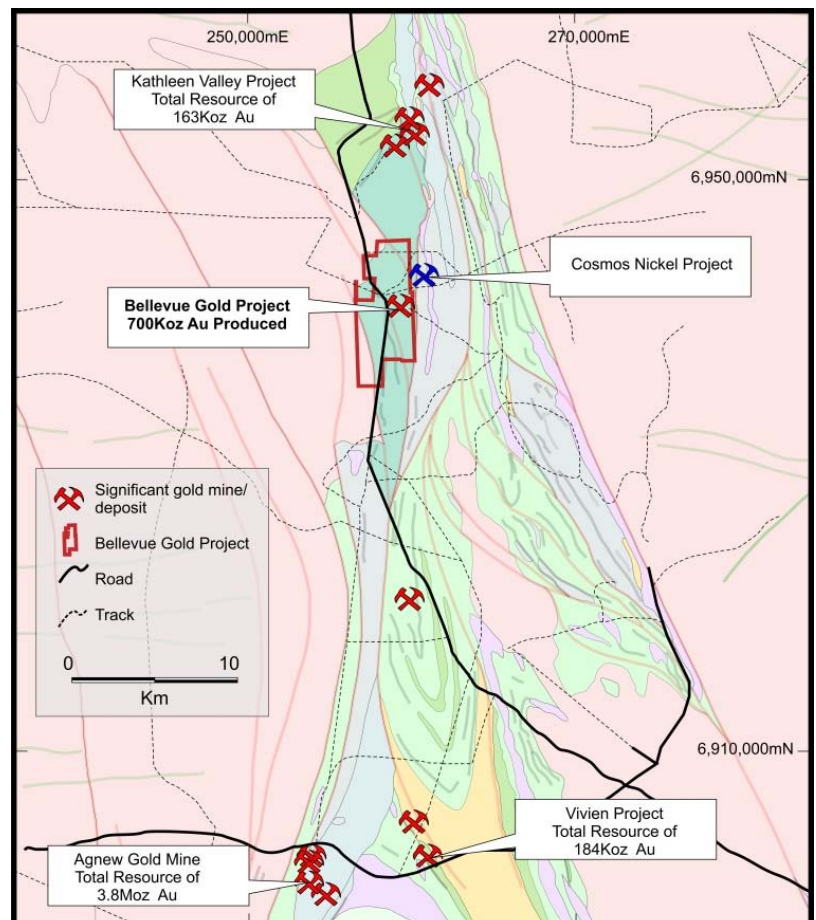 250,000mE
270,000mE
Kathleen Valley Project
Total Resource of
163Koz Au
6,950,000mN
Cosmos Nickel Project
Bellevue Gold Project
700Koz Au Produced
Significant gold mine/
deposit
Bellevue Gold Project
Road
Track
0 10
Km
6,910,000mN
Vivien Project
Total Resource of
184Koz Au
Agnew Gold Mine
Total Resource of
3.8Moz Au